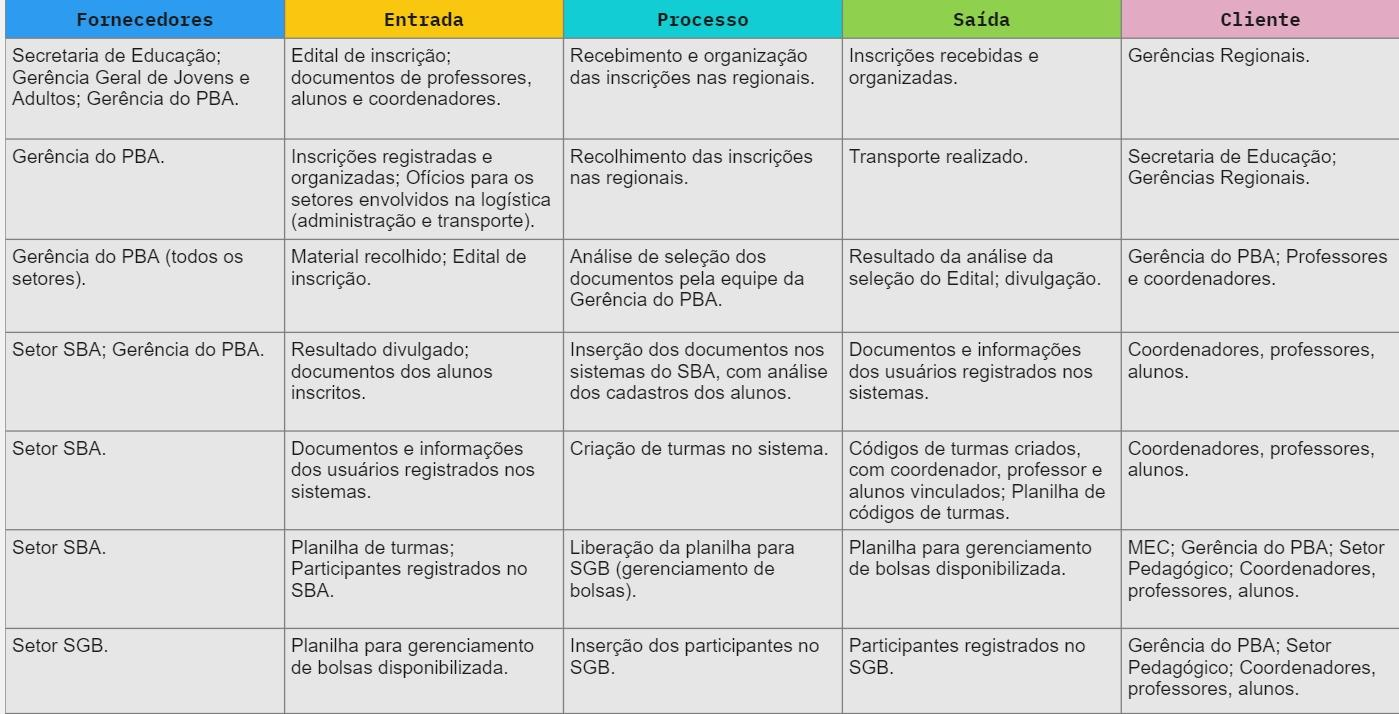 Fornecedores
Entrada
Processo
Saída
Cliente
Secretaria de Educação;
Gerência Geral de Jovens e
Adultos; Gerência do PBA.
Edital de inscrição;
documentos de professores,
alunos e coordenadores.
Recebimento e organização
das inscrições nas regionais.
Inscrições recebidas e
organizadas.
Gerências Regionais.
Gerência do PBA.
Inscrições registradas e
organizadas; Ofícios para os
setores envolvidos na logística
(administração e transporte).
Recolhimento das inscrições
nas regionais.
Transporte realizado.
Secretaria de Educação;
Gerências Regionais.
Gerência do PBA (todos os
setores).
Material recolhido; Edital de
inscrição.
Análise de seleção dos
documentos pela equipe da
Gerência do PBA.
Resultado da análise da
seleção do Edital; divulgação.
Gerência do PBA; Professores
e coordenadores.
Setor SBA; Gerência do PBA.
Resultado divulgado;
documentos dos alunos
inscritos.
Inserção dos documentos nos
sistemas do SBA, com análise
dos cadastros dos alunos.
Documentos e informações
dos usuários registrados nos
sistemas.
Coordenadores, professores,
alunos.
Setor SBA.
Documentos e informações
dos usuários registrados nos
sistemas.
Criação de turmas no sistema.
Códigos de turmas criados,
com coordenador, professor e
alunos vinculados; Planilha de
códigos de turmas.
Coordenadores, professores,
alunos.
Setor SBA.
Planilha de turmas;
Participantes registrados no
SBA.
Liberação da planilha para
SGB (gerenciamento de
bolsas).
Planilha para gerenciamento
de bolsas disponibilizada.
MEC; Gerência do PBA; Setor
Pedagógico; Coordenadores,
professores, alunos.
Setor SGB.
Planilha para gerenciamento
de bolsas disponibilizada.
Inserção dos participantes no
SGB.
Participantes registrados no
SGB.
Gerência do PBA; Setor
Pedagógico; Coordenadores,
professores, alunos.